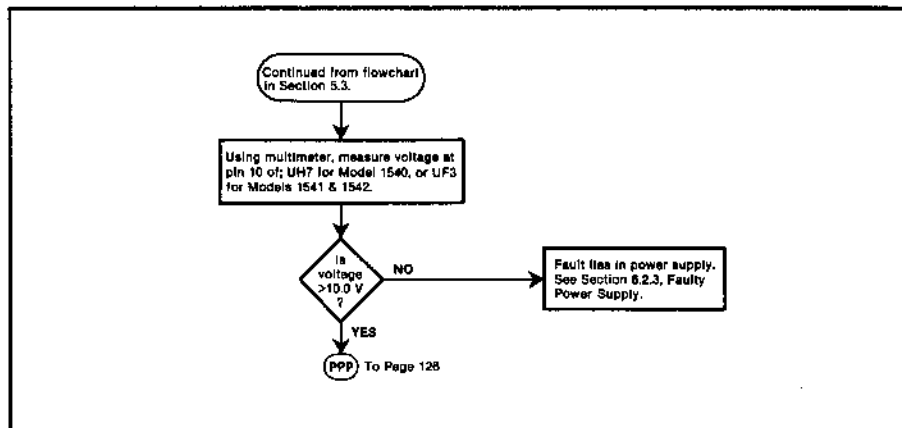 Continued from flowchart
in Section 5.3.
Using multimeter, measure voltage at
pin 10 of; UH7 for Model 1540, or UF3
for Models 1541 & 1542.
Is
voltage
>10.0 V
?
NO
Fault lies in power supply.
See Section 6.2.3, Faulty
Power Supply.
YES
PPP To Page 126